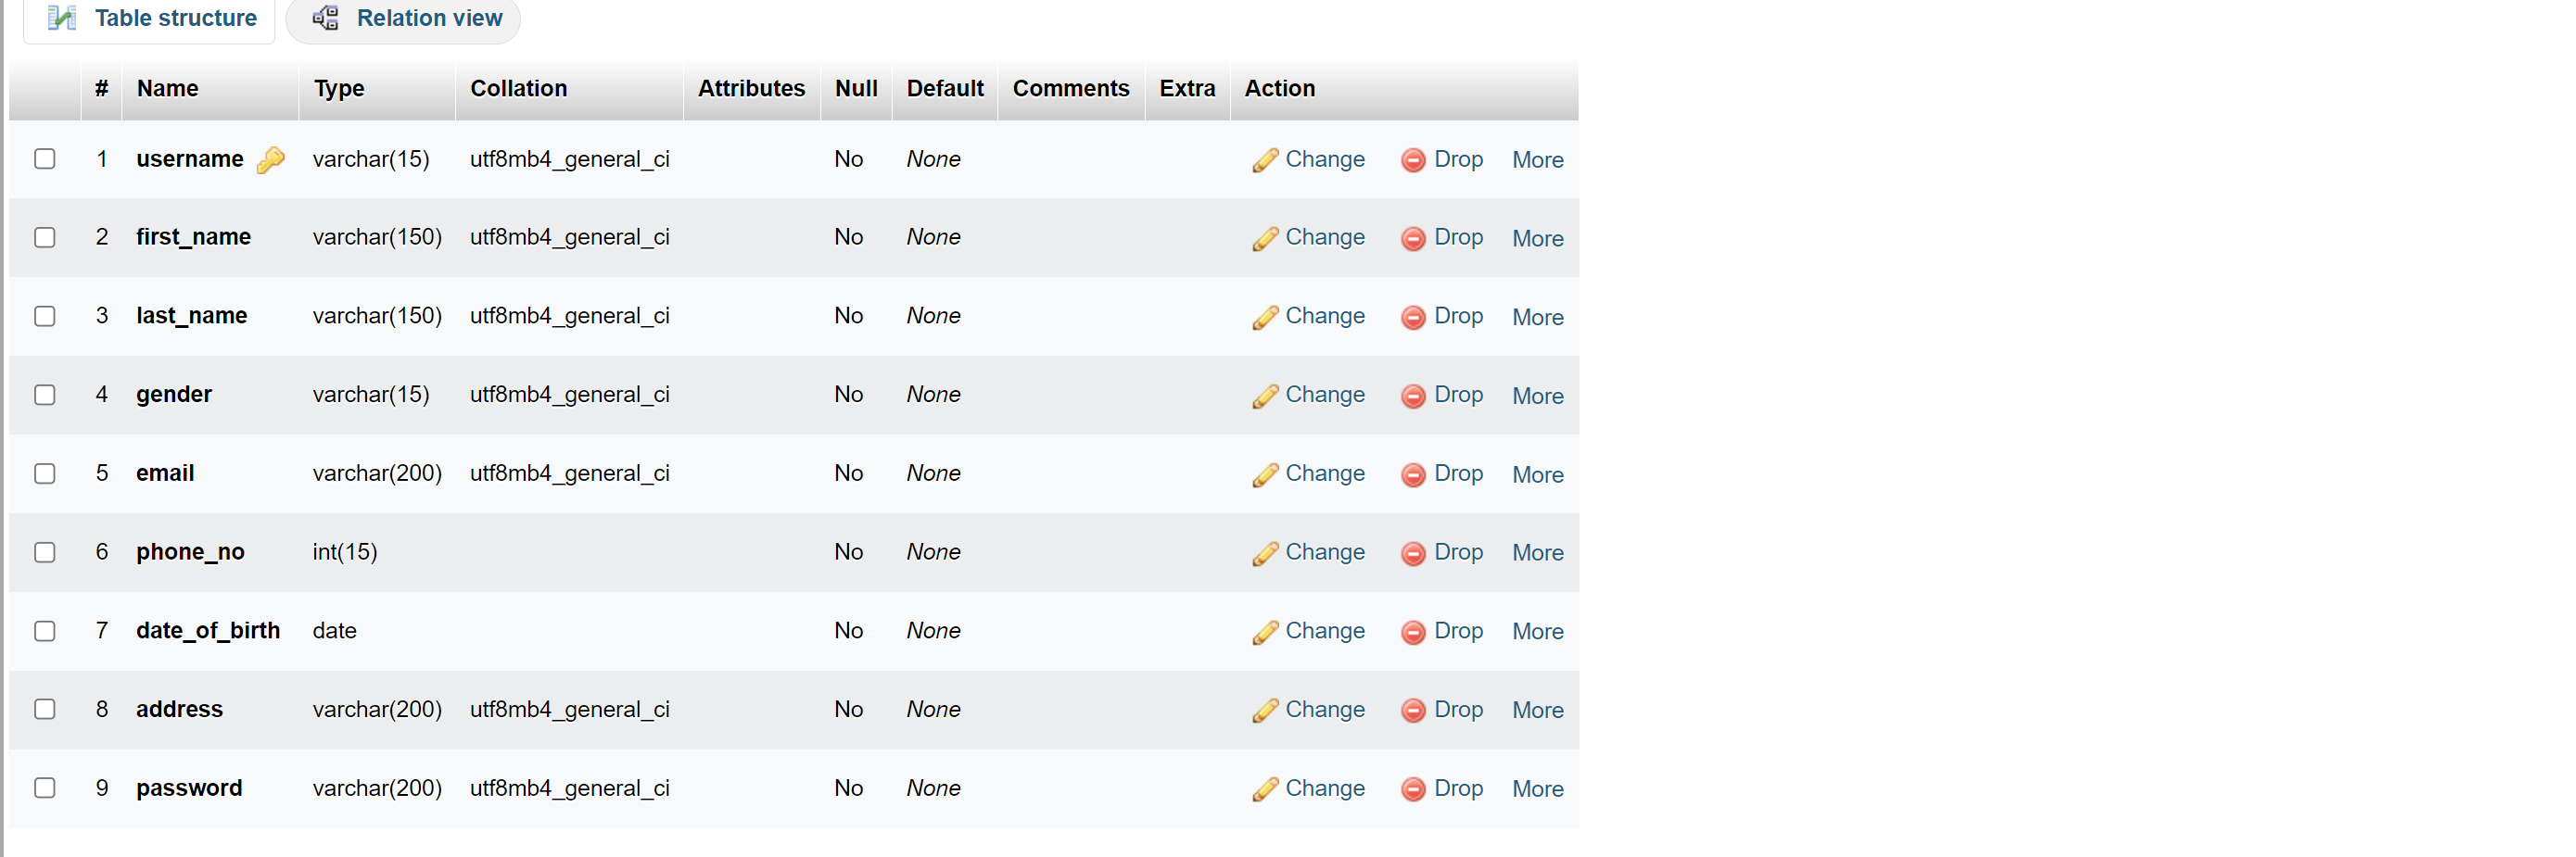 Table structure Relation view
# Name Type Collation Attributes Null Default Comments Extra Action
1 username varchar(15) utf8mb4_general_ci No None Change Drop More
2 first_name varchar(150) utf8mb4_general_ci No None Change Drop More
3 last_name varchar(150) utf8mb4_general_ci No None Change Drop More
4 gender varchar(15) utf8mb4_general_ci No None Change Drop More
5 email varchar(200) utf8mb4_general_ci No None Change Drop More
6 phone_no int(15) No None Change Drop More
7 date_of_birth date No None Change Drop More
8 address varchar(200) utf8mb4_general_ci No None Change Drop More
9 password varchar(200) utf8mb4_general_ci No None Change Drop More